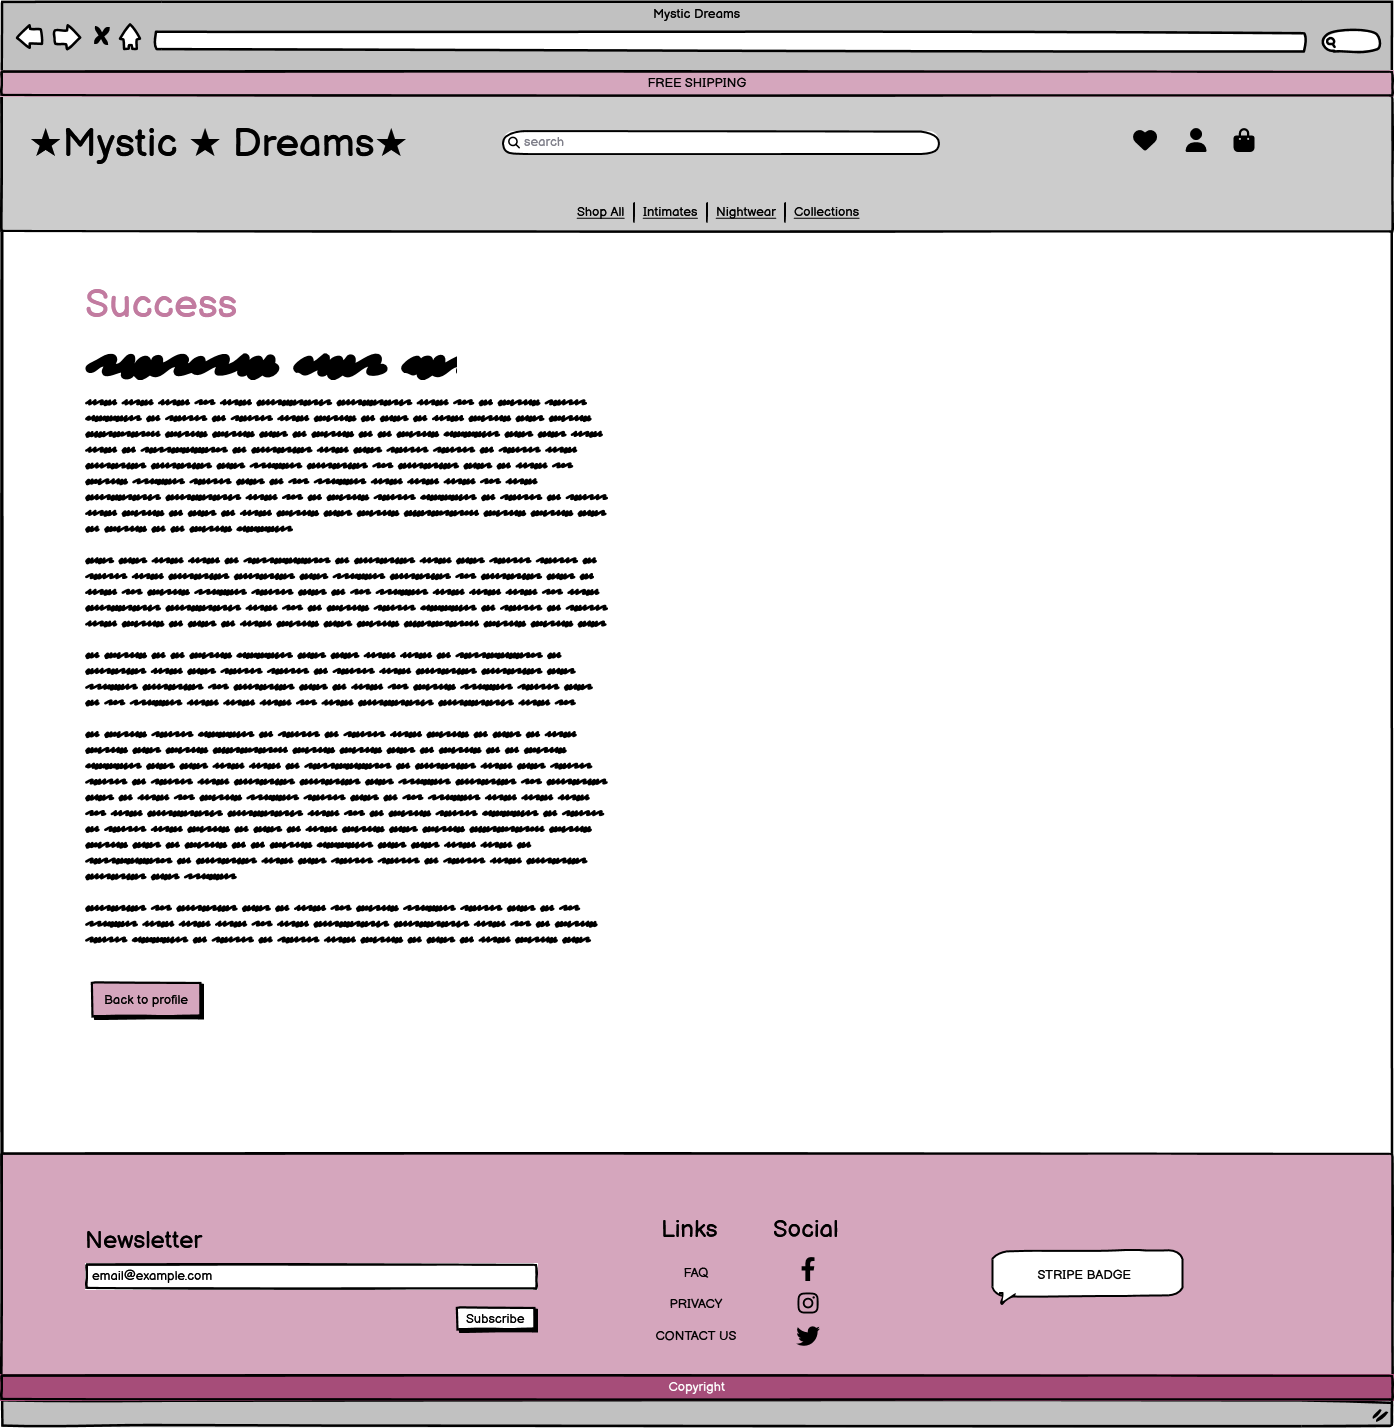 Mystic Dreams
FREE SHIPPING
★Mystic ★ Dreams★
search
Shop All | Intimates | Nightwear | Collections
Success
Back to profile
Newsletter
email@example.com
Subscribe
Links
FAQ
PRIVACY
CONTACT US
Social
STRIPE BADGE
Copyright